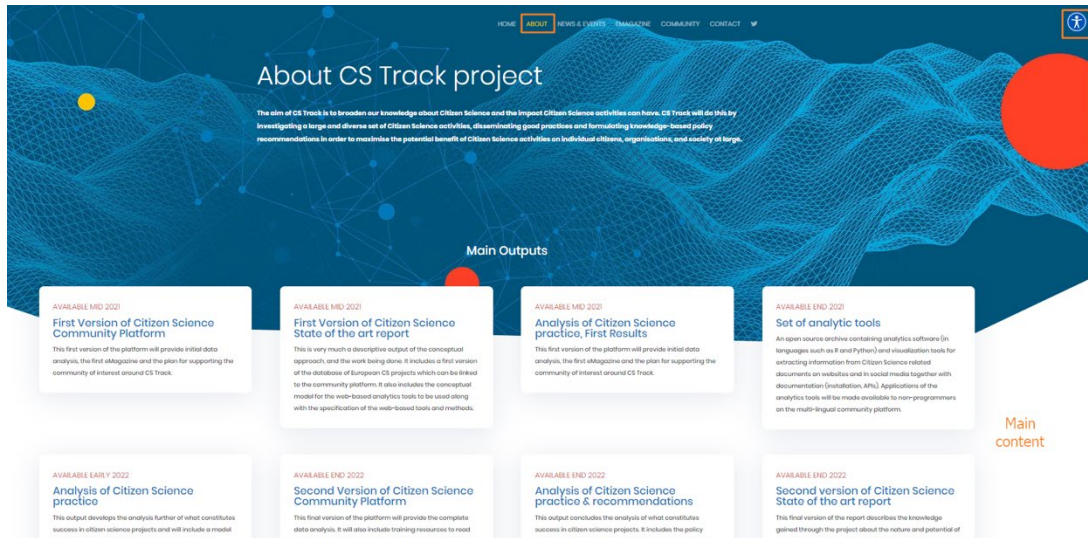 HOME ABOUT NEWS & EVENTS EMAGAZINE COMMUNITY CONTACT
About CS Track project
The aim of CS Track is to broaden our knowledge about Citizen Science and the impact Citizen Science activities can have. CS Track will do this by
investigating a large and diverse set of Citizen Science activities, disseminating good practices and formulating knowledge-based policy
recommendations in order to maximise the potential benefit of Citizen Science activities on individual citizens, organisations, and society at large.
Main Outputs
AVAILABLE MID 2021
First Version of Citizen Science
Community Platform
This first version of the platform will provide initial data
analysis, the first eMagazine and the plan for supporting the
community of interest around CS Track.
AVAILABLE MID 2021
First Version of Citizen Science
State of the art report
This is very much a descriptive output of the conceptual
approach, and the work being done. It includes a first version
of the database of European CS projects which can be linked
to the community platform. It also includes the conceptual
model for the web-based analytics tools to be used along
with the specification of the web-based tools and methods.
AVAILABLE MID 2021
Analysis of Citizen Science
practice, First Results
This first version of the platform will provide initial data
analysis, the first eMagazine and the plan for supporting the
community of interest around CS Track.
AVAILABLE END 2021
Set of analytic tools
An open source archive containing analytics software (in
languages such as R and Python) and visualization tools for
extracting information from Citizen Science related
documents on websites and in social media together with
documentation (installation, APIs). Applications of the
analytics tools will be made available to non-programmers
on the multi-lingual community platform.
Main
content
AVAILABLE EARLY 2022
Analysis of Citizen Science
practice
This output develops the analysis further of what constitutes
success in citizen science projects and will include a model
AVAILABLE END 2022
Second Version of Citizen Science
Community Platform
This final version of the platform will provide the complete
data analysis. It will also include training resources to read
AVAILABLE END 2022
Analysis of Citizen Science
practice & recommendations
This output concludes the analysis of what constitutes
success in citizen science projects. It includes the policy
AVAILABLE END 2022
Second version of Citizen Science
State of the art report
This final version of the report describes the knowledge
gained through the project about the nature and potential of